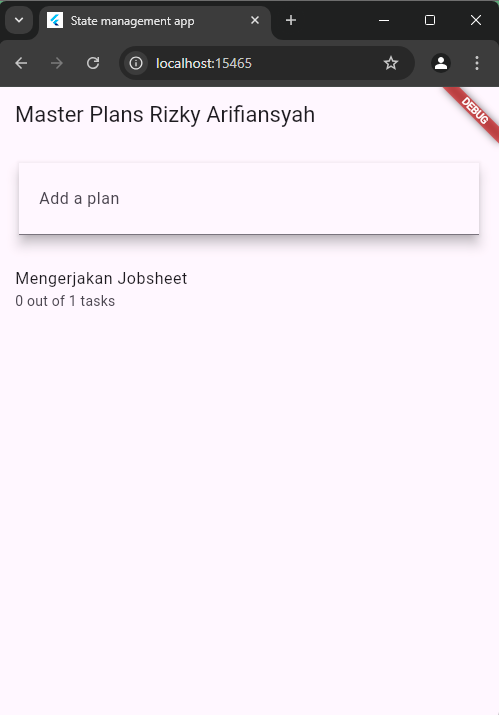 State management app
localhost:15465
Master Plans Rizky Arifiansyah
DEBUG
Add a plan
Mengerjakan Jobsheet
0 out of 1 tasks